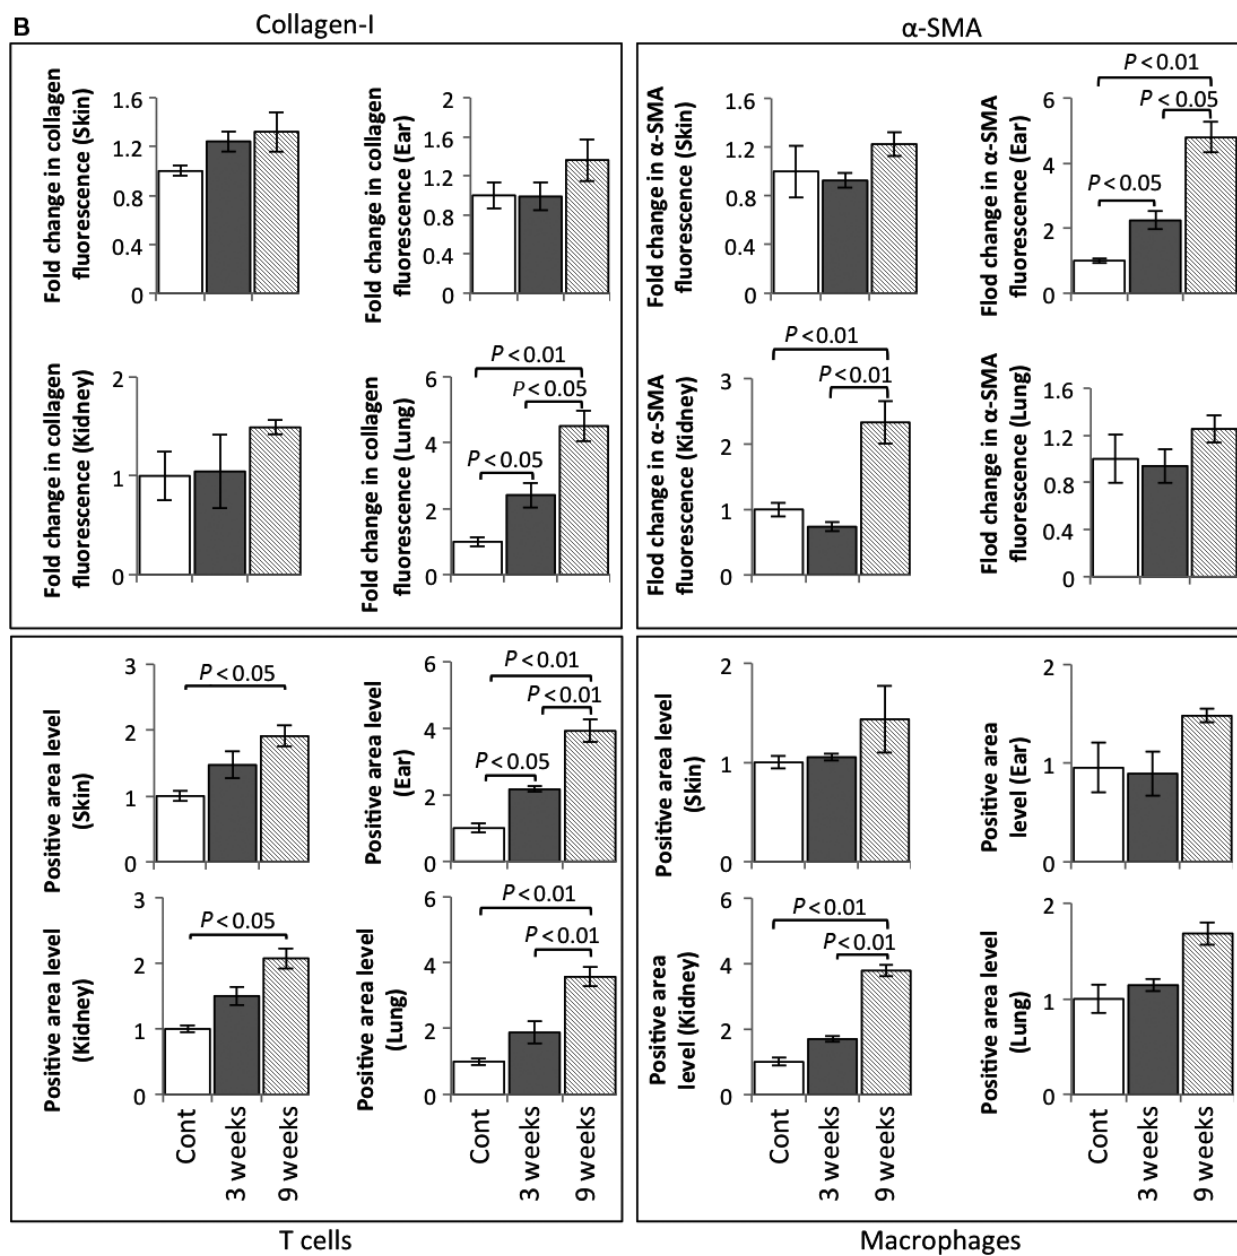 B
Collagen-I
α-SMA
Fold change in collagen
fluorescence (Skin)
1.6
1.2
0.8
0.4
0
Fold change in collagen
fluorescence (Ear)
2
1.6
1.2
0.8
0.4
0
Fold change in α-SMA
fluorescence (Skin)
1.6
1.2
0.8
0.4
0
Flod change in α-SMA
fluorescence (Ear)
6
4
2
0
P < 0.01
P < 0.05
P < 0.05
Fold change in collagen
fluorescence (Kidney)
2
1
0
Fold change in collagen
fluorescence (Lung)
6
4
2
0
P < 0.01
P < 0.05
P < 0.05
Flod change in α-SMA
fluorescence (Kidney)
3
2
1
0
P < 0.01
P < 0.01
Flod change in α-SMA
fluorescence (Lung)
1.6
1.2
0.8
0.4
0
Positive area level
(Skin)
3
2
1
0
P < 0.05
Positive area level
(Ear)
6
4
2
0
P < 0.01
P < 0.01
P < 0.05
Positive area level
(Skin)
2
1
0
Positive area
level (Ear)
2
1
0
Positive area level
(Kidney)
3
2
1
0
P < 0.05
Cont
3 weeks
9 weeks
Positive area level
(Lung)
6
4
2
0
P < 0.01
P < 0.01
Cont
3 weeks
9 weeks
Positive area
level (Kidney)
6
4
2
0
P < 0.01
P < 0.01
Cont
3 weeks
9 weeks
Positive area level
(Lung)
2
1
0
Cont
3 weeks
9 weeks
T cells
Macrophages